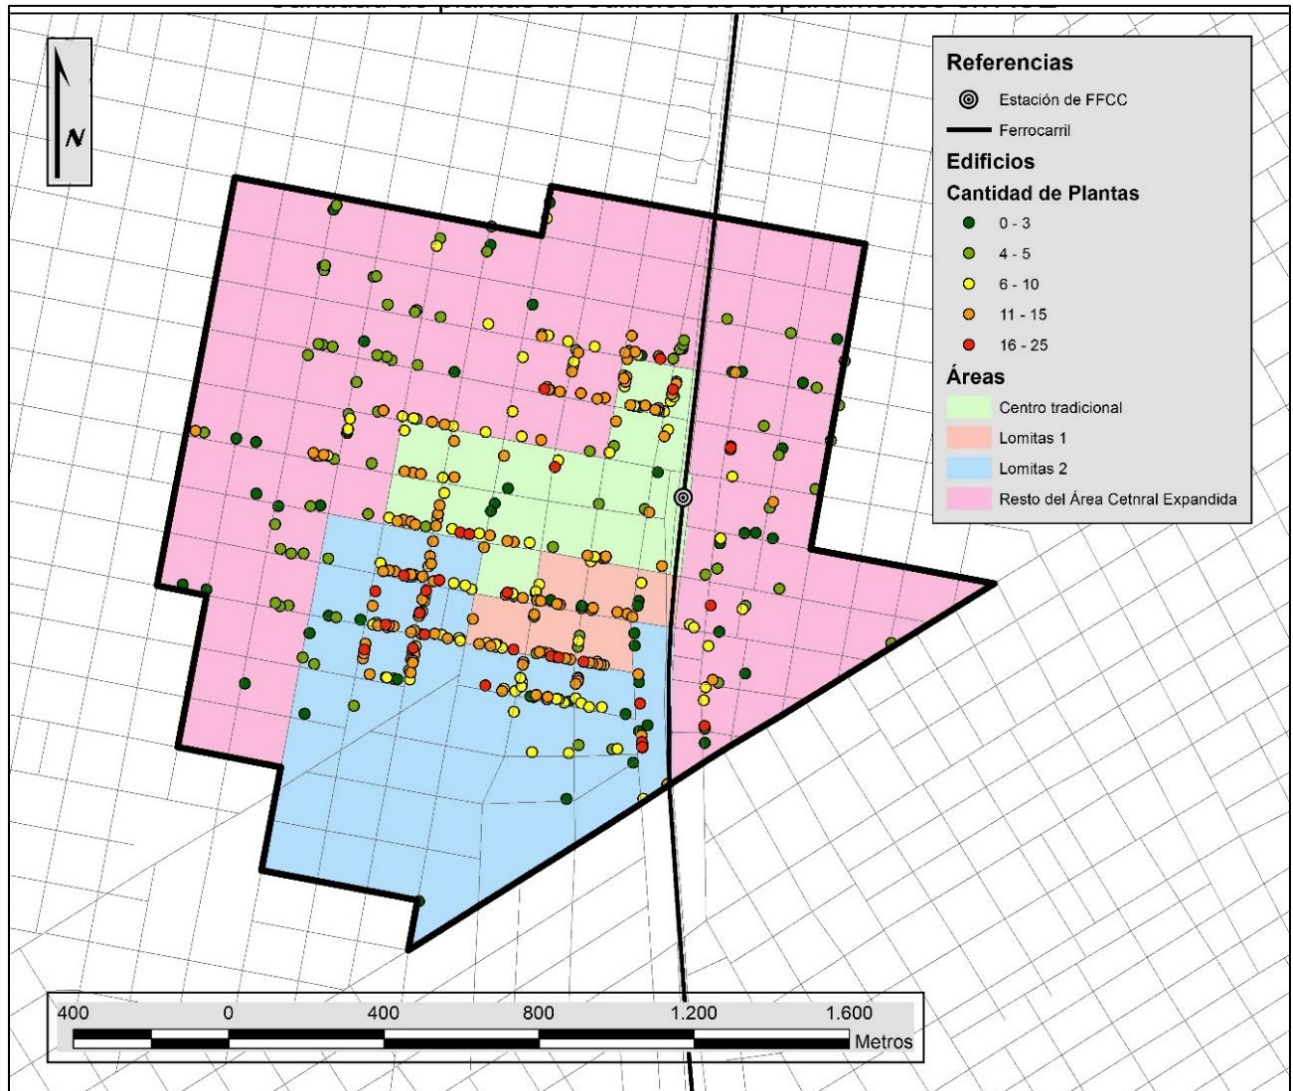 N
Referencias
Estación de FFCC
Ferrocarril
Edificios
Cantidad de Plantas
0 - 3
4 - 5
6 - 10
11 - 15
16 - 25
Áreas
Centro tradicional
Lomitas 1
Lomitas 2
Resto del Área Cetnral Expandida
400 0 400 800 1.200 1.600
Metros